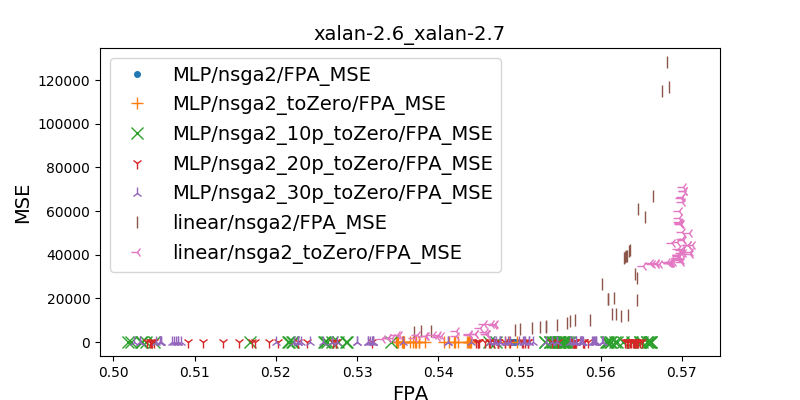 xalan-2.6_xalan-2.7
MLP/nsga2/FPA_MSE
MLP/nsga2_toZero/FPA_MSE
MLP/nsga2_10p_toZero/FPA_MSE
MLP/nsga2_20p_toZero/FPA_MSE
MLP/nsga2_30p_toZero/FPA_MSE
linear/nsga2/FPA_MSE
linear/nsga2_toZero/FPA_MSE
MSE
120000
100000
80000
60000
40000
20000
0
0.50 0.51 0.52 0.53 0.54 0.55 0.56 0.57
FPA